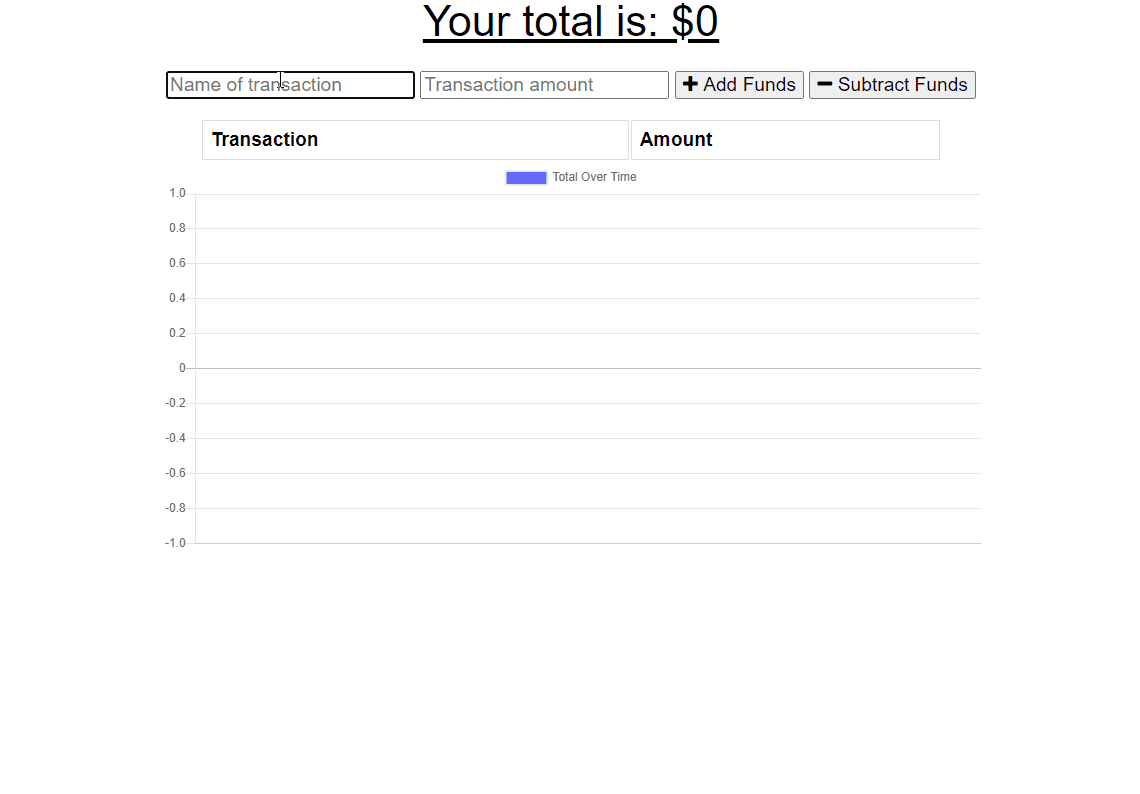 Your total is: $0
Name of transaction Transaction amount Add Funds Subtract Funds
Transaction Amount
Total Over Time
1.0
0.8
0.6
0.4
0.2
0
-0.2
-0.4
-0.6
-0.8
-1.0